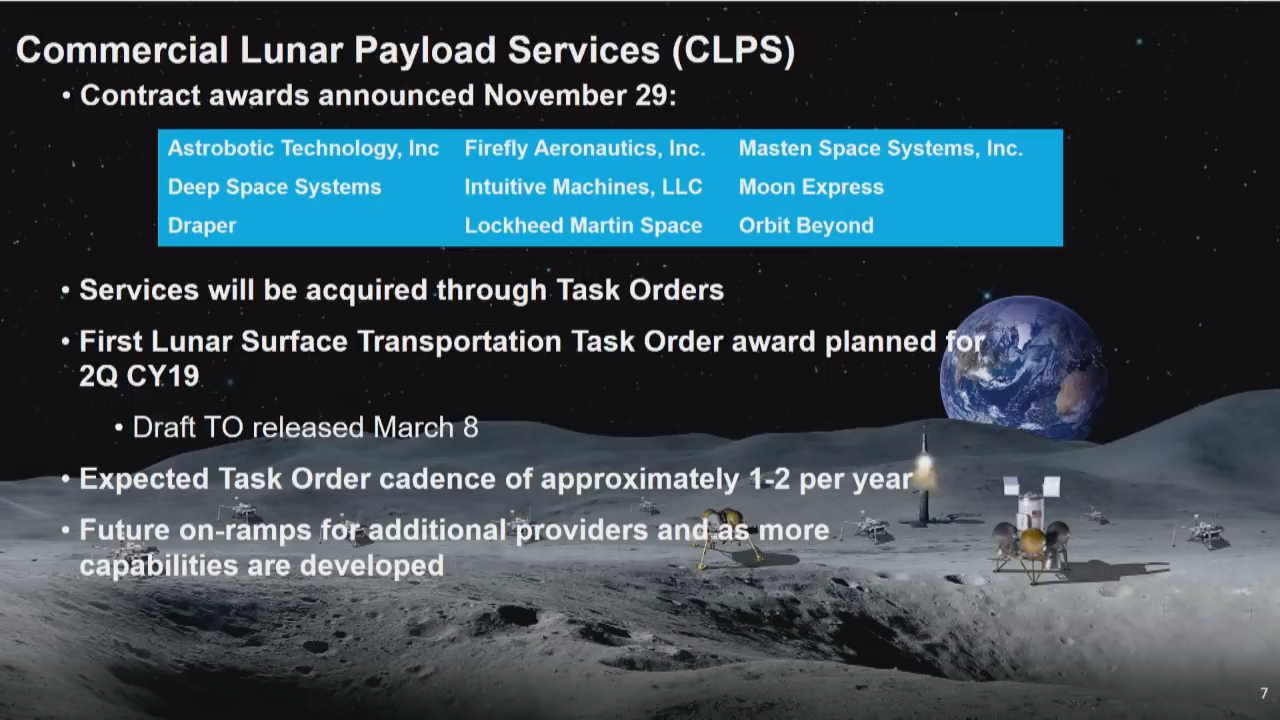 Commercial Lunar Payload Services (CLPS)
• Contract awards announced November 29:
Astrobotic Technology, Inc Firefly Aeronautics, Inc. Masten Space Systems, Inc.
Deep Space Systems Intuitive Machines, LLC Moon Express
Draper Lockheed Martin Space Orbit Beyond
• Services will be acquired through Task Orders
• First Lunar Surface Transportation Task Order award planned for
2Q CY19
• Draft TO released March 8
• Expected Task Order cadence of approximately 1-2 per year
• Future on-ramps for additional providers and as more
capabilities are developed
7